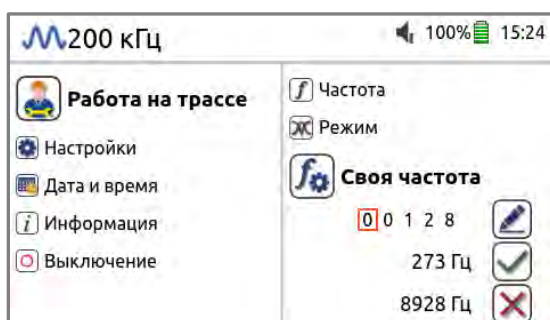 200 кГц 100% 15:24
Работа на трассе
Настройки
Дата и время
i Информация
Выключение
f Частота
Режим
f Своя частота
0 0 1 2 8
273 Гц
8928 Гц